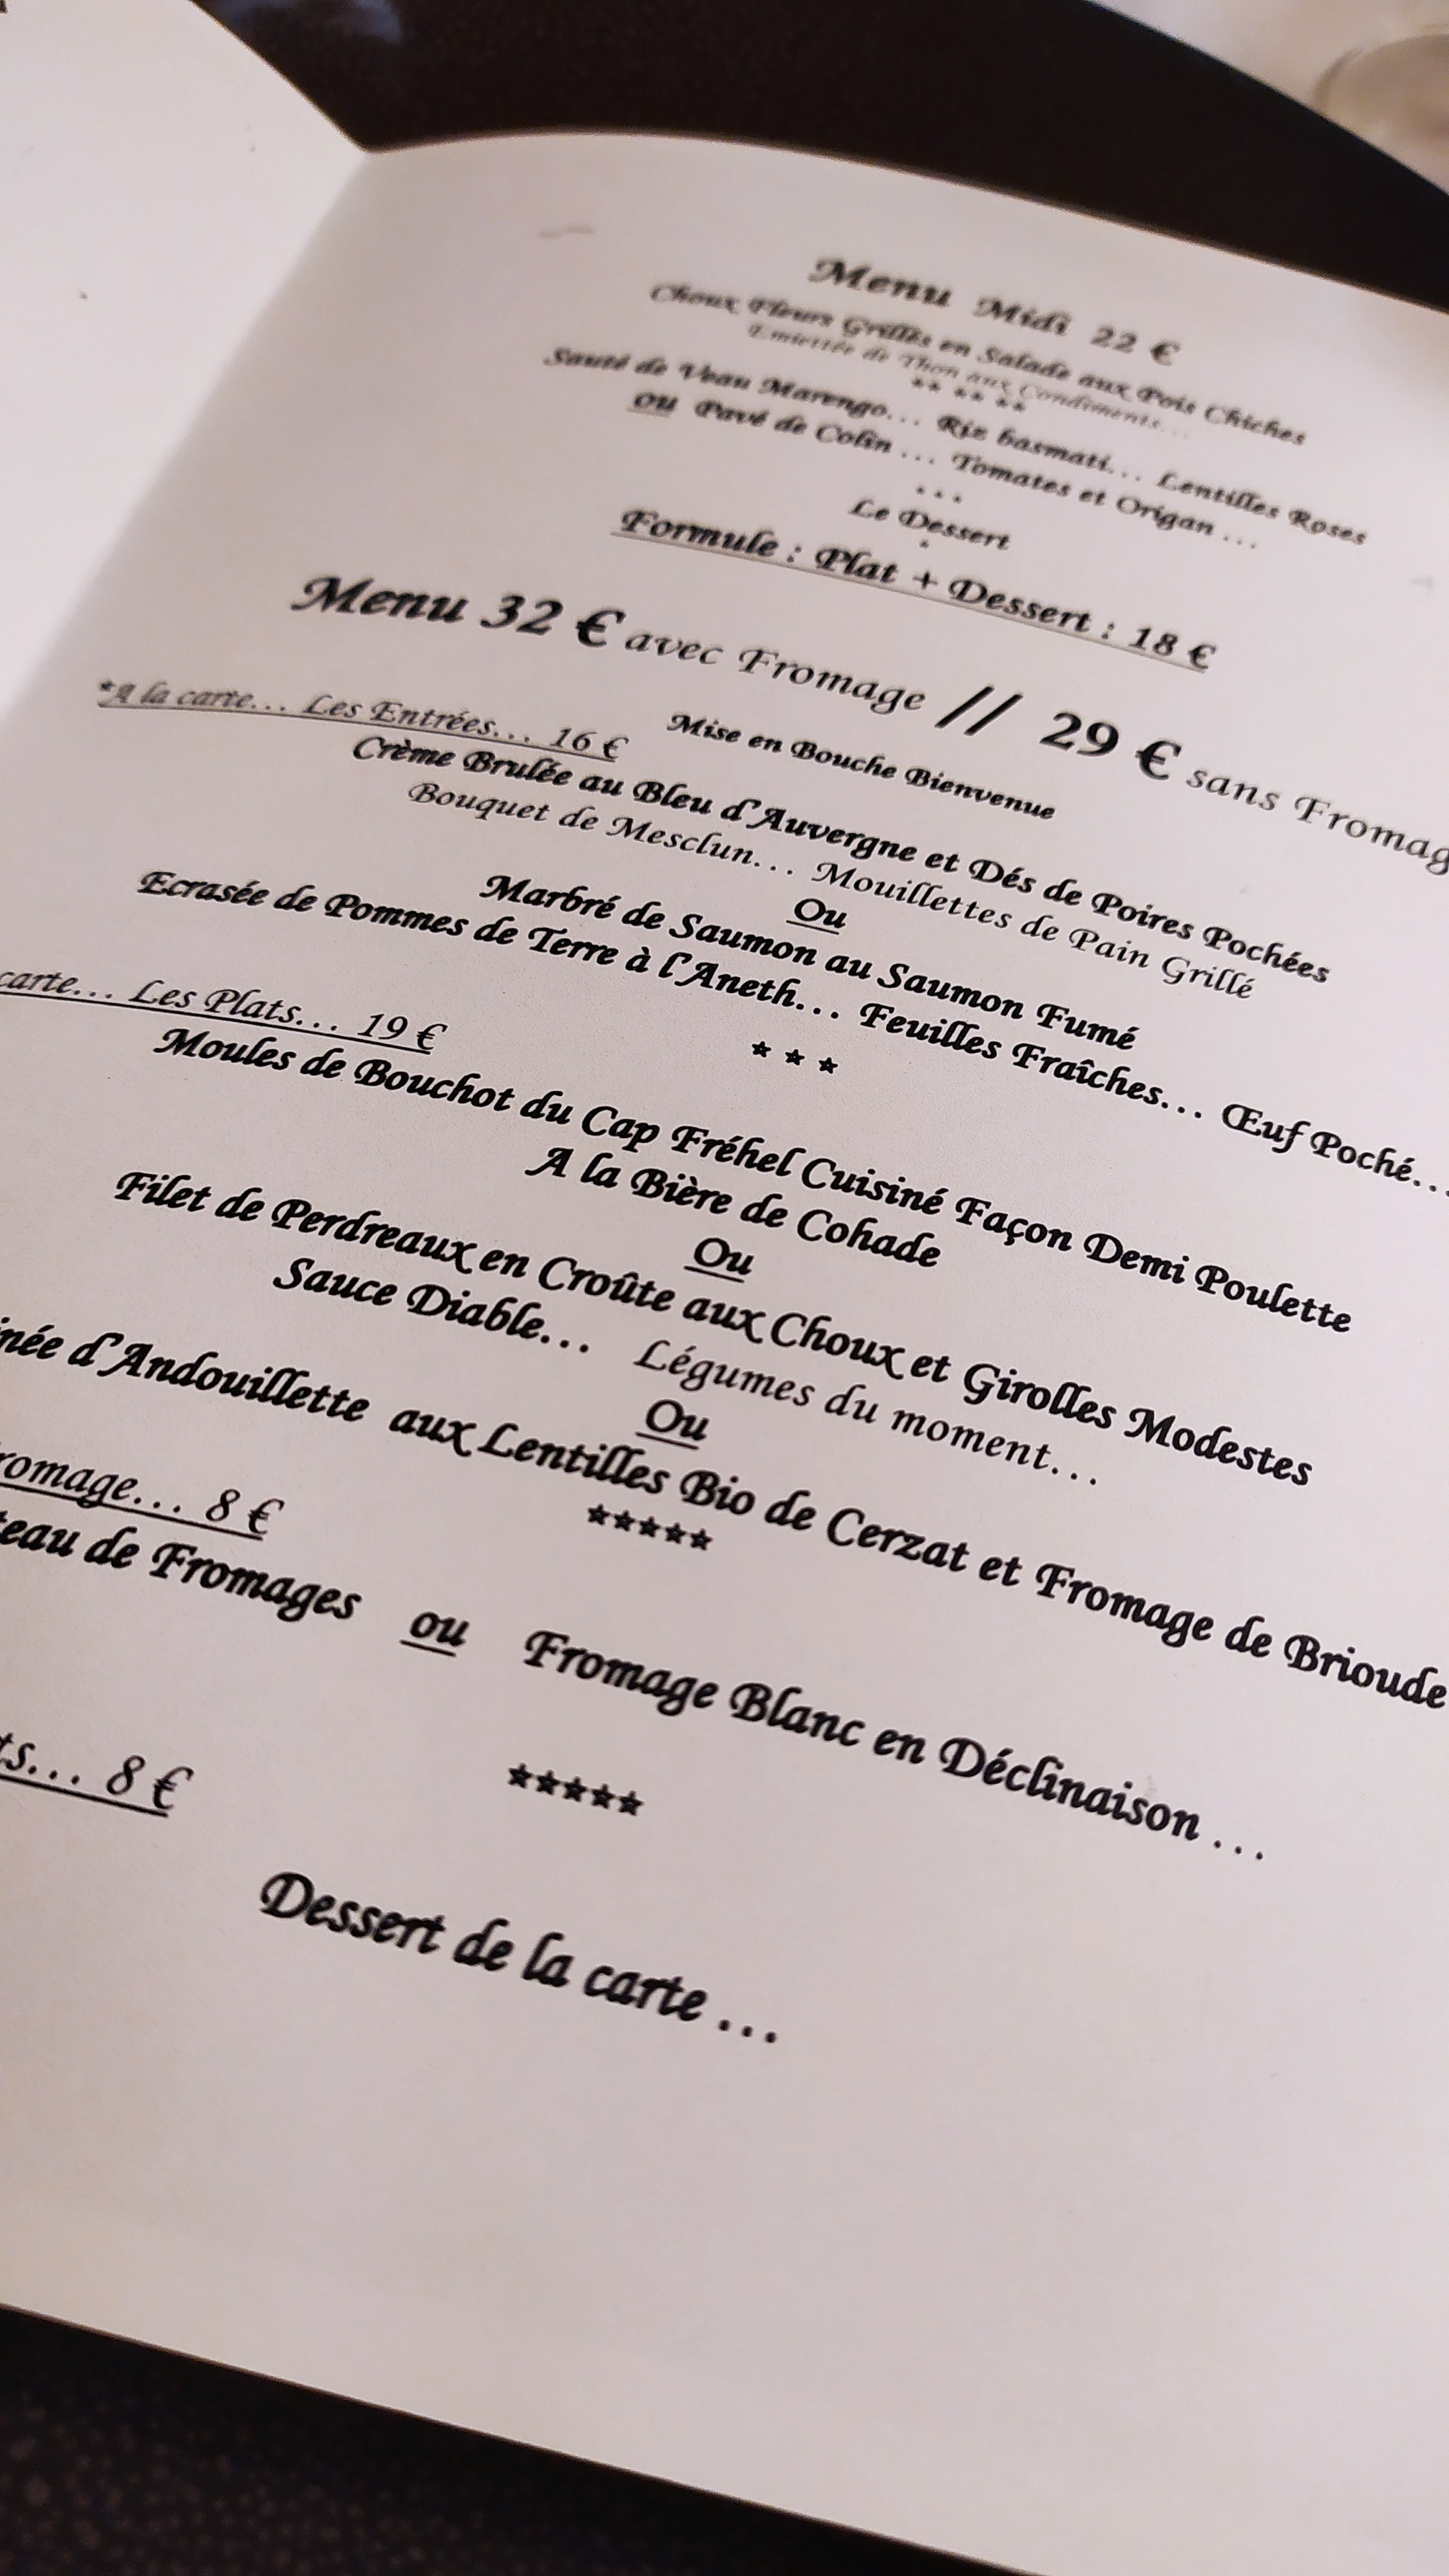 Menu Midi 22 €
Choux Fleurs Grillés en Salade aux Pois Chiches
Emiettée de Thon aux Condiments...
** ** **
Sauté de Veau Marengo... Riz basmati... Lentilles Roses
ou Pavé de Colin ... Tomates et Origan ...
...
Le Dessert
*
Formule : Plat + Dessert : 18 €
Menu 32 € avec Fromage // 29 € sans Fromag
Mise en Bouche Bienvenue
*A la carte... Les Entrées... 16 €
Crème Brulée au Bleu d'Auvergne et Dés de Poires Pochées
Bouquet de Mesclun... Mouillettes de Pain Grillé
Ou
Marbré de Saumon au Saumon Fumé
Ecrasée de Pommes de Terre à l'Aneth... Feuilles Fraîches... Œuf Poché...
* * *
carte... Les Plats... 19 €
Moules de Bouchot du Cap Fréhel Cuisiné Façon Demi Poulette
A la Bière de Cohade
Ou
Filet de Perdreaux en Croûte aux Choux et Girolles Modestes
Sauce Diable... Légumes du moment...
Ou
inée d'Andouillette aux Lentilles Bio de Cerzat et Fromage de Brioude
*****
romage... 8 €
teau de Fromages ou Fromage Blanc en Déclinaison ...
*****
ts... 8 €
Dessert de la carte ...